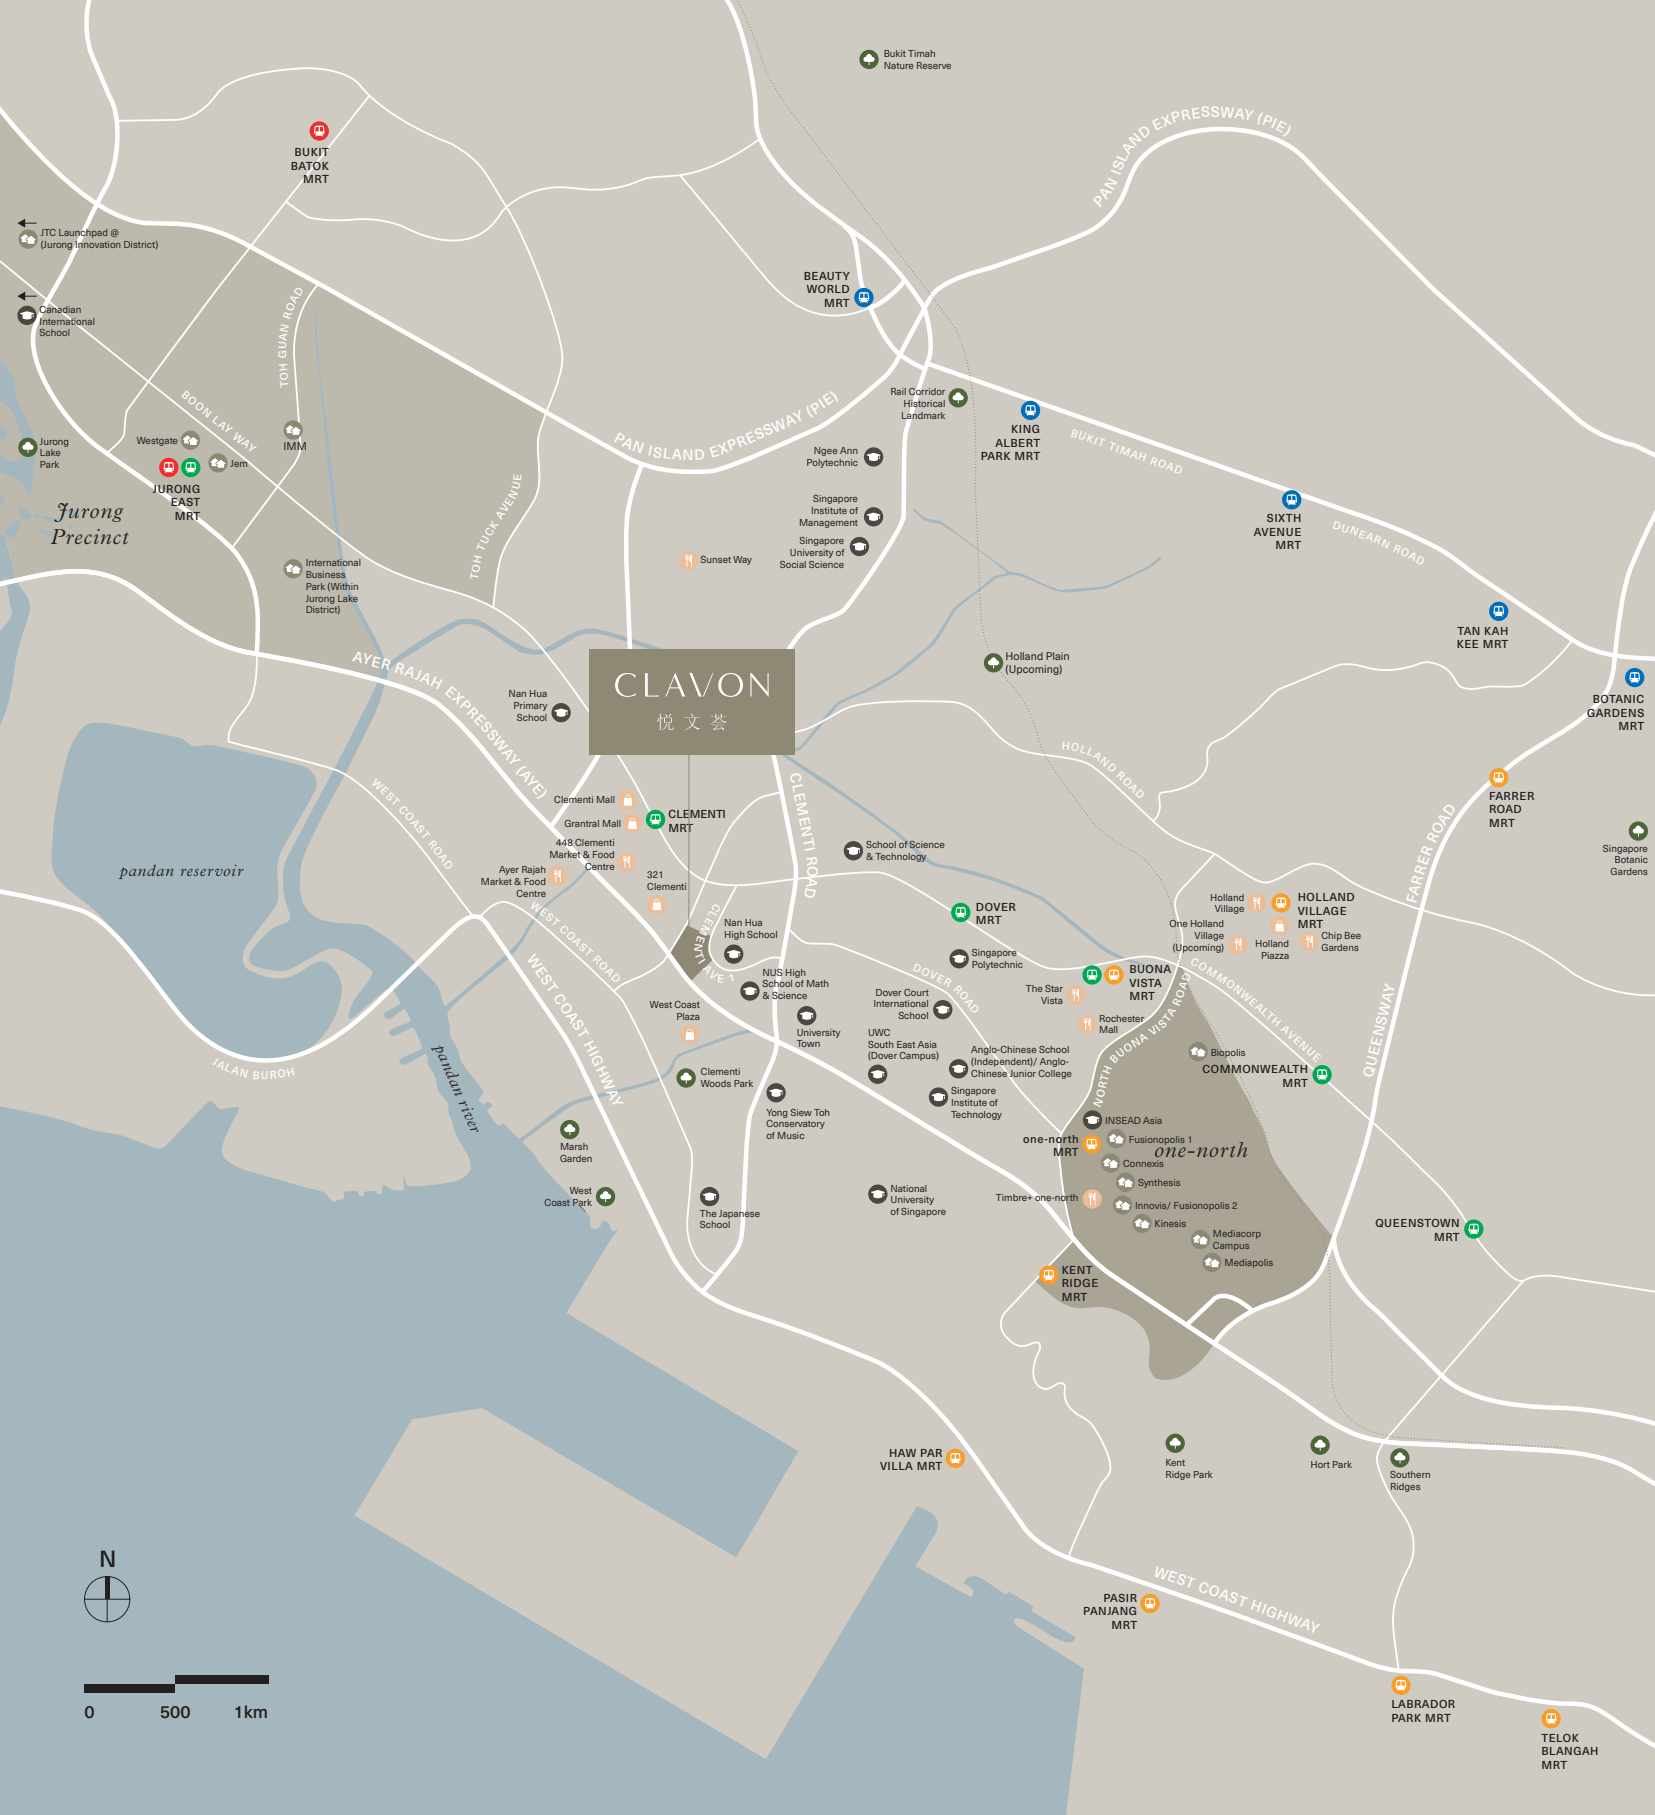 Bukit Timah
Nature Reserve
PAN ISLAND EXPRESSWAY (PIE)
BUKIT
BATOK
MRT
JTC Launchpad @
(Jurong Innovation District)
Canadian
International
School
TOH GUAN ROAD
BEAUTY
WORLD
MRT
BOON LAY WAY
Westgate
IMM
Jem
Jurong
Lake
Park
JURONG
EAST
MRT
Jurong
Precinct
International
Business
Park (Within
Jurong Lake
District)
TOH TUCK AVENUE
PAN ISLAND EXPRESSWAY (PIE)
Rail Corridor
Historical
Landmark
KING
ALBERT
PARK MRT
BUKIT TIMAH ROAD
Ngee Ann
Polytechnic
Singapore
Institute of
Management
Singapore
University of
Social Science
Sunset Way
SIXTH
AVENUE
MRT
DUNEARN ROAD
TAN KAH
KEE MRT
BOTANIC
GARDENS
MRT
Holland Plain
(Upcoming)
AYER RAJAH EXPRESSWAY (AYE)
CLAVON
悦文荟
Nan Hua
Primary
School
HOLLAND ROAD
FARRER
ROAD
MRT
FARRER ROAD
Singapore
Botanic
Gardens
WEST COAST ROAD
Clementi Mall
Grantral Mall
CLEMENTI
MRT
CLEMENTI ROAD
448 Clementi
Market & Food
Centre
Ayer Rajah
Market & Food
Centre
321
Clementi
School of Science
& Technology
pandan reservoir
WEST COAST ROAD
CLEMENTI AVE 1
Nan Hua
High School
DOVER
MRT
Holland
Village
HOLLAND
VILLAGE
MRT
One Holland
Village
(Upcoming)
Holland
Piazza
Chip Bee
Gardens
Singapore
Polytechnic
DOVER ROAD
BUONA
VISTA
MRT
COMMONWEALTH AVENUE
NUS High
School of Math
& Science
The Star
Vista
Dover Court
International
School
WEST COAST HIGHWAY
West Coast
Plaza
University
Town
Rochester
Mall
NORTH BUONA VISTA ROAD
QUEENSWAY
UWC
South East Asia
(Dover Campus)
Anglo-Chinese School
(Independent)/ Anglo-
Chinese Junior College
Biopolis
COMMONWEALTH
MRT
JALAN BUROH
pandan river
Clementi
Woods Park
Singapore
Institute of
Technology
Yong Siew Toh
Conservatory
of Music
INSEAD Asia
one-north
MRT
Fusionopolis 1
one-north
Connexis
Marsh
Garden
Synthesis
West
Coast Park
The Japanese
School
National
University
of Singapore
Timbre+ one-north
Innovis/ Fusionopolis 2
Kinesis
Mediacorp
Campus
Mediapolis
QUEENSTOWN
MRT
KENT
RIDGE
MRT
HAW PAR
VILLA MRT
Kent
Ridge Park
Hort Park
Southern
Ridges
N
PASIR
PANJANG
MRT
WEST COAST HIGHWAY
LABRADOR
PARK MRT
TELOK
BLANGAH
MRT
0 500 1km